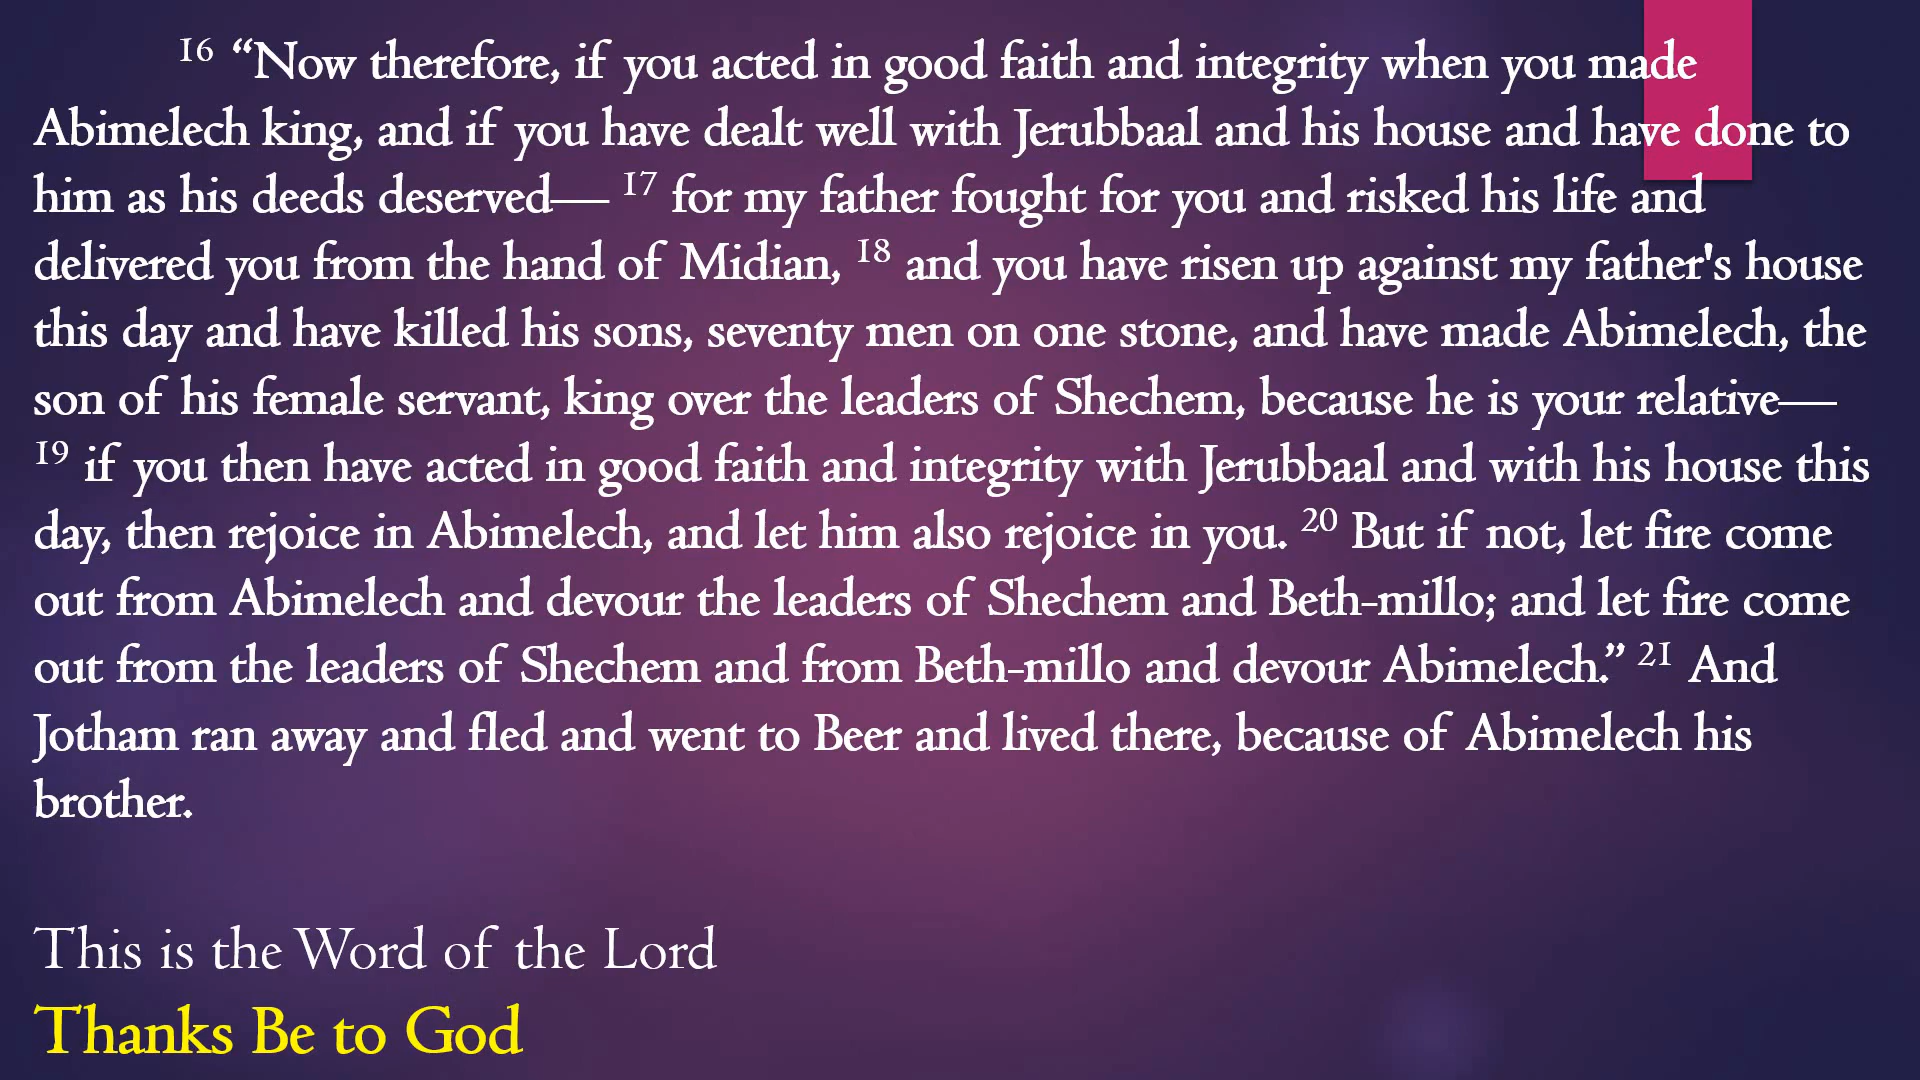 16 “Now therefore, if you acted in good faith and integrity when you made
Abimelech king, and if you have dealt well with Jerubbaal and his house and have done to
him as his deeds deserved— 17 for my father fought for you and risked his life and
delivered you from the hand of Midian, 18 and you have risen up against my father's house
this day and have killed his sons, seventy men on one stone, and have made Abimelech, the
son of his female servant, king over the leaders of Shechem, because he is your relative—
19 if you then have acted in good faith and integrity with Jerubbaal and with his house this
day, then rejoice in Abimelech, and let him also rejoice in you. 20 But if not, let fire come
out from Abimelech and devour the leaders of Shechem and Beth-millo; and let fire come
out from the leaders of Shechem and from Beth-millo and devour Abimelech.” 21 And
Jotham ran away and fled and went to Beer and lived there, because of Abimelech his
brother.
This is the Word of the Lord
Thanks Be to God